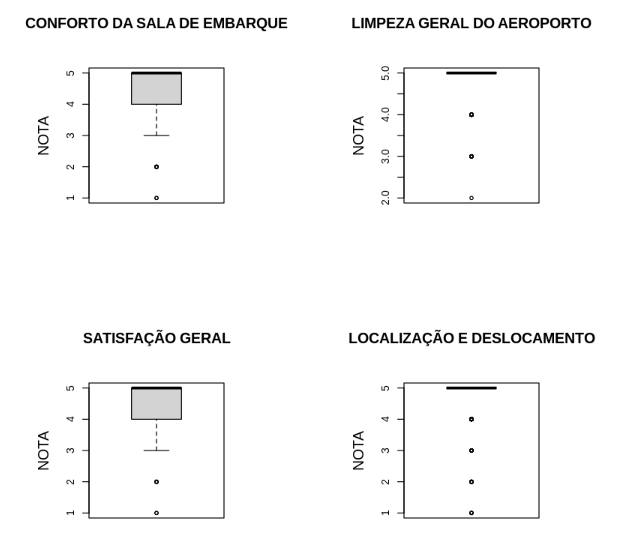 CONFORTO DA SALA DE EMBARQUE
NOTA
5
4
3
2
1
LIMPEZA GERAL DO AEROPORTO
NOTA
5.0
4.0
3.0
2.0
SATISFAÇÃO GERAL
NOTA
5
4
3
2
1
LOCALIZAÇÃO E DESLOCAMENTO
NOTA
5
4
3
2
1